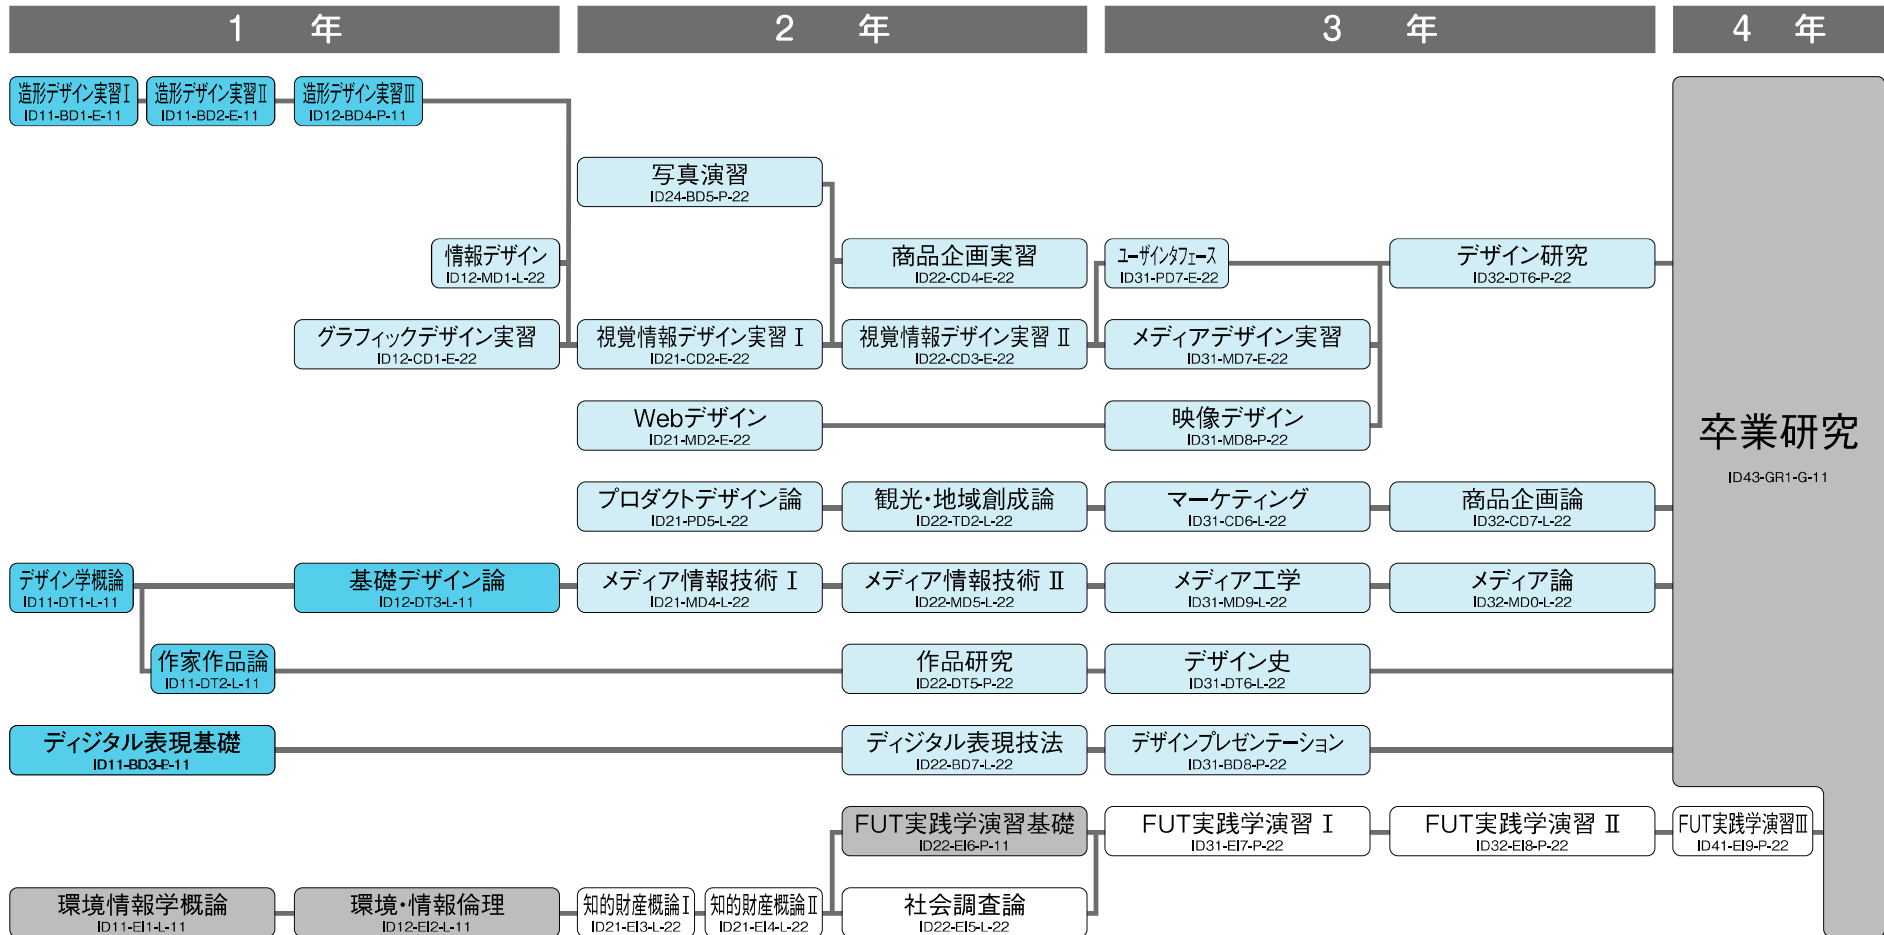 1 年
2 年
3 年
4 年
造形デザイン実習Ⅰ
ID11-BD1-E-11
造形デザイン実習Ⅱ
ID11-BD2-E-11
造形デザイン実習Ⅲ
ID12-BD4-P-11
写真演習
ID24-BD5-P-22
情報デザイン
ID12-MD1-L-22
商品企画実習
ID22-CD4-E-22
ユーザインタフェース
ID31-PD7-E-22
デザイン研究
ID32-DT6-P-22
グラフィックデザイン実習
ID12-CD1-E-22
視覚情報デザイン実習 Ⅰ
ID21-CD2-E-22
視覚情報デザイン実習 Ⅱ
ID22-CD3-E-22
メディアデザイン実習
ID31-MD7-E-22
Webデザイン
ID21-MD2-E-22
映像デザイン
ID31-MD8-P-22
卒業研究
ID43-GR1-G-11
プロダクトデザイン論
ID21-PD5-L-22
観光・地域創成論
ID22-TD2-L-22
マーケティング
ID31-CD6-L-22
商品企画論
ID32-CD7-L-22
デザイン学概論
ID11-DT1-L-11
基礎デザイン論
ID12-DT3-L-11
メディア情報技術 Ⅰ
ID21-MD4-L-22
メディア情報技術 Ⅱ
ID22-MD5-L-22
メディア工学
ID31-MD9-L-22
メディア論
ID32-MD0-L-22
作家作品論
ID11-DT2-L-11
作品研究
ID22-DT5-P-22
デザイン史
ID31-DT6-L-22
ディジタル表現基礎
ID11-BD3-P-11
ディジタル表現技法
ID22-BD7-L-22
デザインプレゼンテーション
ID31-BD8-P-22
FUT実践学演習基礎
ID22-EI6-P-11
FUT実践学演習 Ⅰ
ID31-EI7-P-22
FUT実践学演習 Ⅱ
ID32-EI8-P-22
FUT実践学演習Ⅲ
ID41-EI9-P-22
環境情報学概論
ID11-EI1-L-11
環境・情報倫理
ID12-EI2-L-11
知的財産概論Ⅰ
ID21-EI3-L-22
知的財産概論Ⅱ
ID21-EI4-L-22
社会調査論
ID22-EI5-L-22